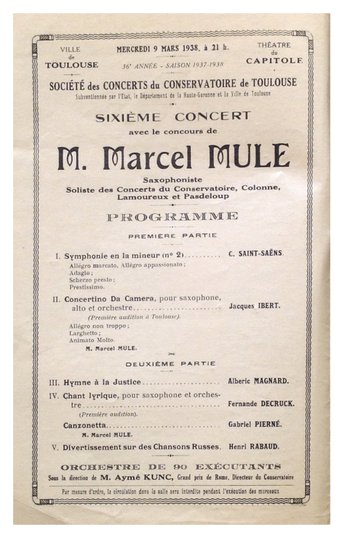 VILLE
de
TOULOUSE
MERCREDI 9 MARS 1938, à 21 h.
36e ANNÉE - SAISON 1937-1938
THÉATRE
du
CAPITOLE
SOCIÉTÉ des CONCERTS du CONSERVATOIRE de TOULOUSE
Subventionnée par l'Etat, le Département de la Haute-Garonne et la Ville de Toulouse
SIXIÈME CONCERT
avec le concours de
M. Marcel MULE
Saxophoniste
Soliste des Concerts du Conservatoire, Colonne,
Lamoureux et Pasdeloup
PROGRAMME
PREMIÈRE PARTIE
I. Symphonie en la mineur (n° 2) C. SAINT-SAËNS.
Allégro marcato, Allégro appassionato;
Adagio;
Scherzo presto;
Prestissimo.
II. Concertino Da Camera, pour saxophone,
alto et orchestre Jacques IBERT.
(Première audition à Toulouse).
Allégro non troppe;
Larghetto;
Animato Molto.
M. Marcel MULE.
DEUXIÈME PARTIE
III. Hymne à la Justice Alberic MAGNARD.
IV. Chant lyrique, pour saxophone et orches-
tre Fernande DECRUCK.
(Première audition).
Canzonetta Gabriel PIERNÉ.
M. Marcel MULE.
V. Divertissement sur des Chansons Russes. Henri RABAUD.
ORCHESTRE DE 90 EXÉCUTANTS
Sous la direction de M. Aymé KUNC, Grand prix de Rome, Directeur du Conservatoire
Par mesure d'ordre, la circulation dans la salle sera interdite pendant l'exécution des morceaux